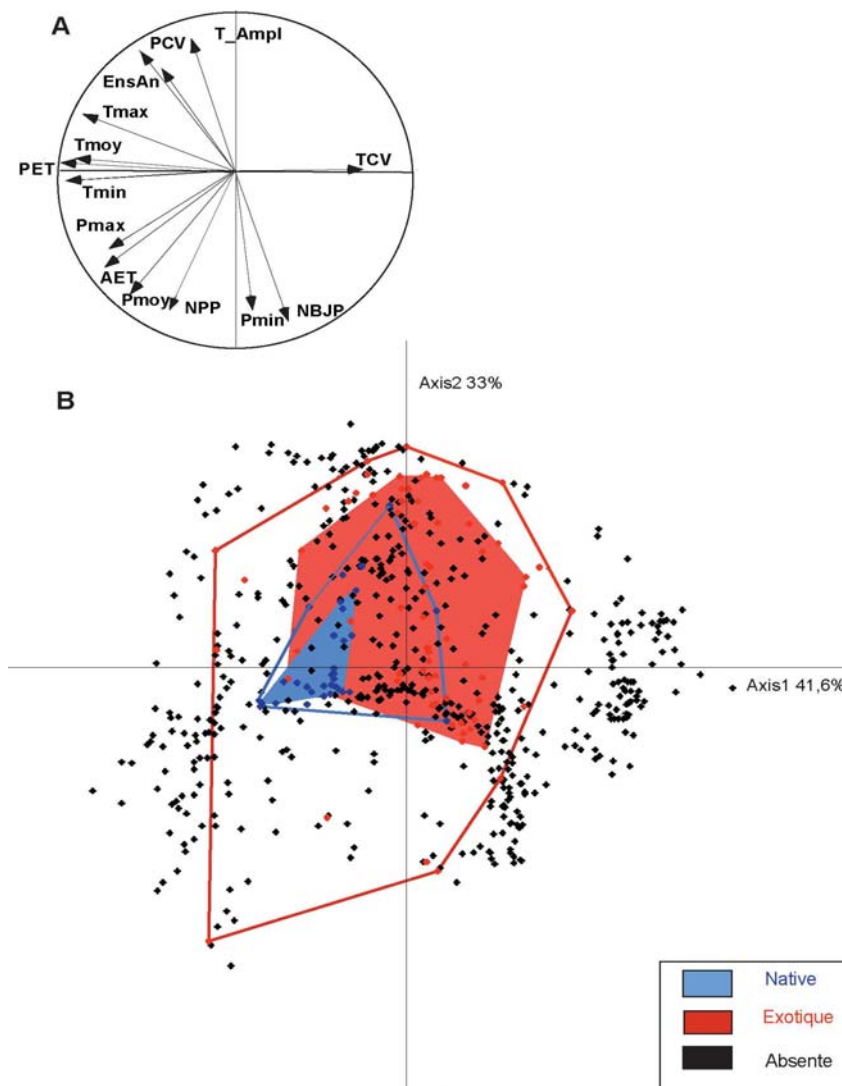 A
T_Ampl
PCV
EnsAn
Tmax
Tmoy
PET
TCV
Tmin
Pmax
AET
Pmoy
NPP
Pmin
NBJP
B
Axis2 33%
Axis1 41,6%
Native
Exotique
Absente